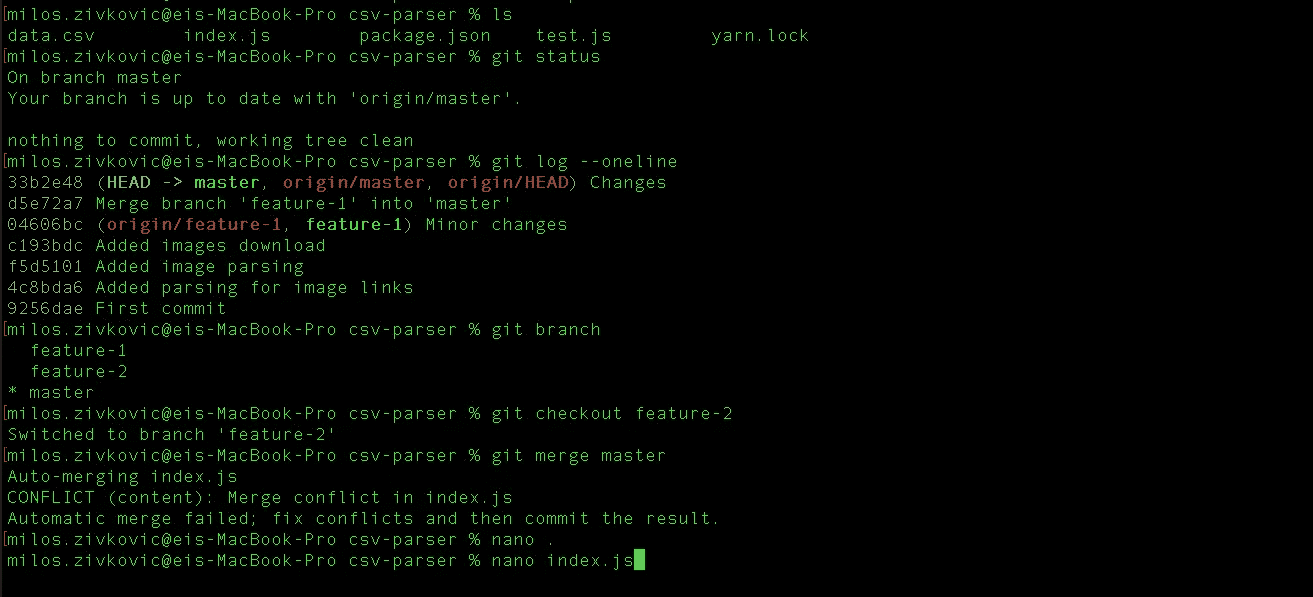 [milos.zivkovic@eis-MacBook-Pro csv-parser % ls
data.csv        index.js        package.json    test.js         yarn.lock
[milos.zivkovic@eis-MacBook-Pro csv-parser % git status
On branch master
Your branch is up to date with 'origin/master'.

nothing to commit, working tree clean
[milos.zivkovic@eis-MacBook-Pro csv-parser % git log --oneline
33b2e48 (HEAD -> master, origin/master, origin/HEAD) Changes
d5e72a7 Merge branch 'feature-1' into 'master'
04606bc (origin/feature-1, feature-1) Minor changes
c193bdc Added images download
f5d5101 Added image parsing
4c8bda6 Added parsing for image links
9256dae First commit
[milos.zivkovic@eis-MacBook-Pro csv-parser % git branch
  feature-1
  feature-2
* master
[milos.zivkovic@eis-MacBook-Pro csv-parser % git checkout feature-2
Switched to branch 'feature-2'
[milos.zivkovic@eis-MacBook-Pro csv-parser % git merge master
Auto-merging index.js
CONFLICT (content): Merge conflict in index.js
Automatic merge failed; fix conflicts and then commit the result.
[milos.zivkovic@eis-MacBook-Pro csv-parser % nano .
milos.zivkovic@eis-MacBook-Pro csv-parser % nano index.js